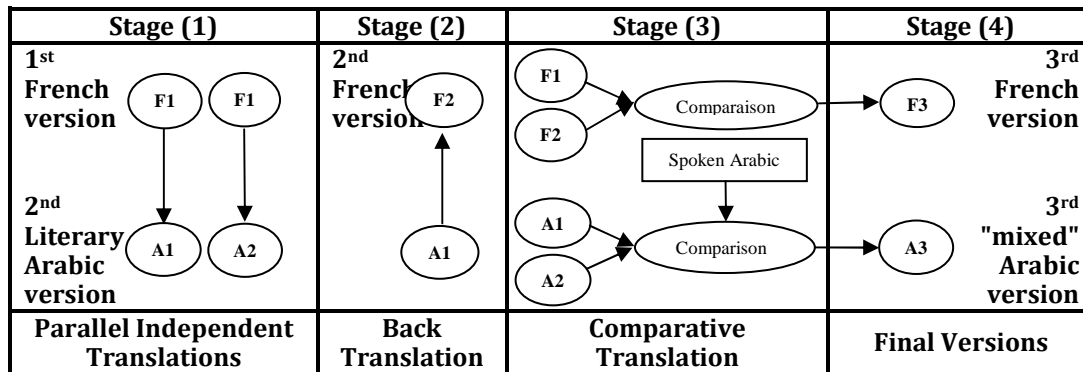 Stage (1)
Stage (2)
Stage (3)
Stage (4)
1st
French
version
F1
F1
2nd
Literary
Arabic
version
A1
A2
2nd
French
version
F2
A1
F1
F2
Comparaison
Spoken Arabic
A1
A2
Comparison
3rd
French
version
F3
3rd
"mixed"
Arabic
version
A3
Parallel Independent
Translations
Back
Translation
Comparative
Translation
Final Versions